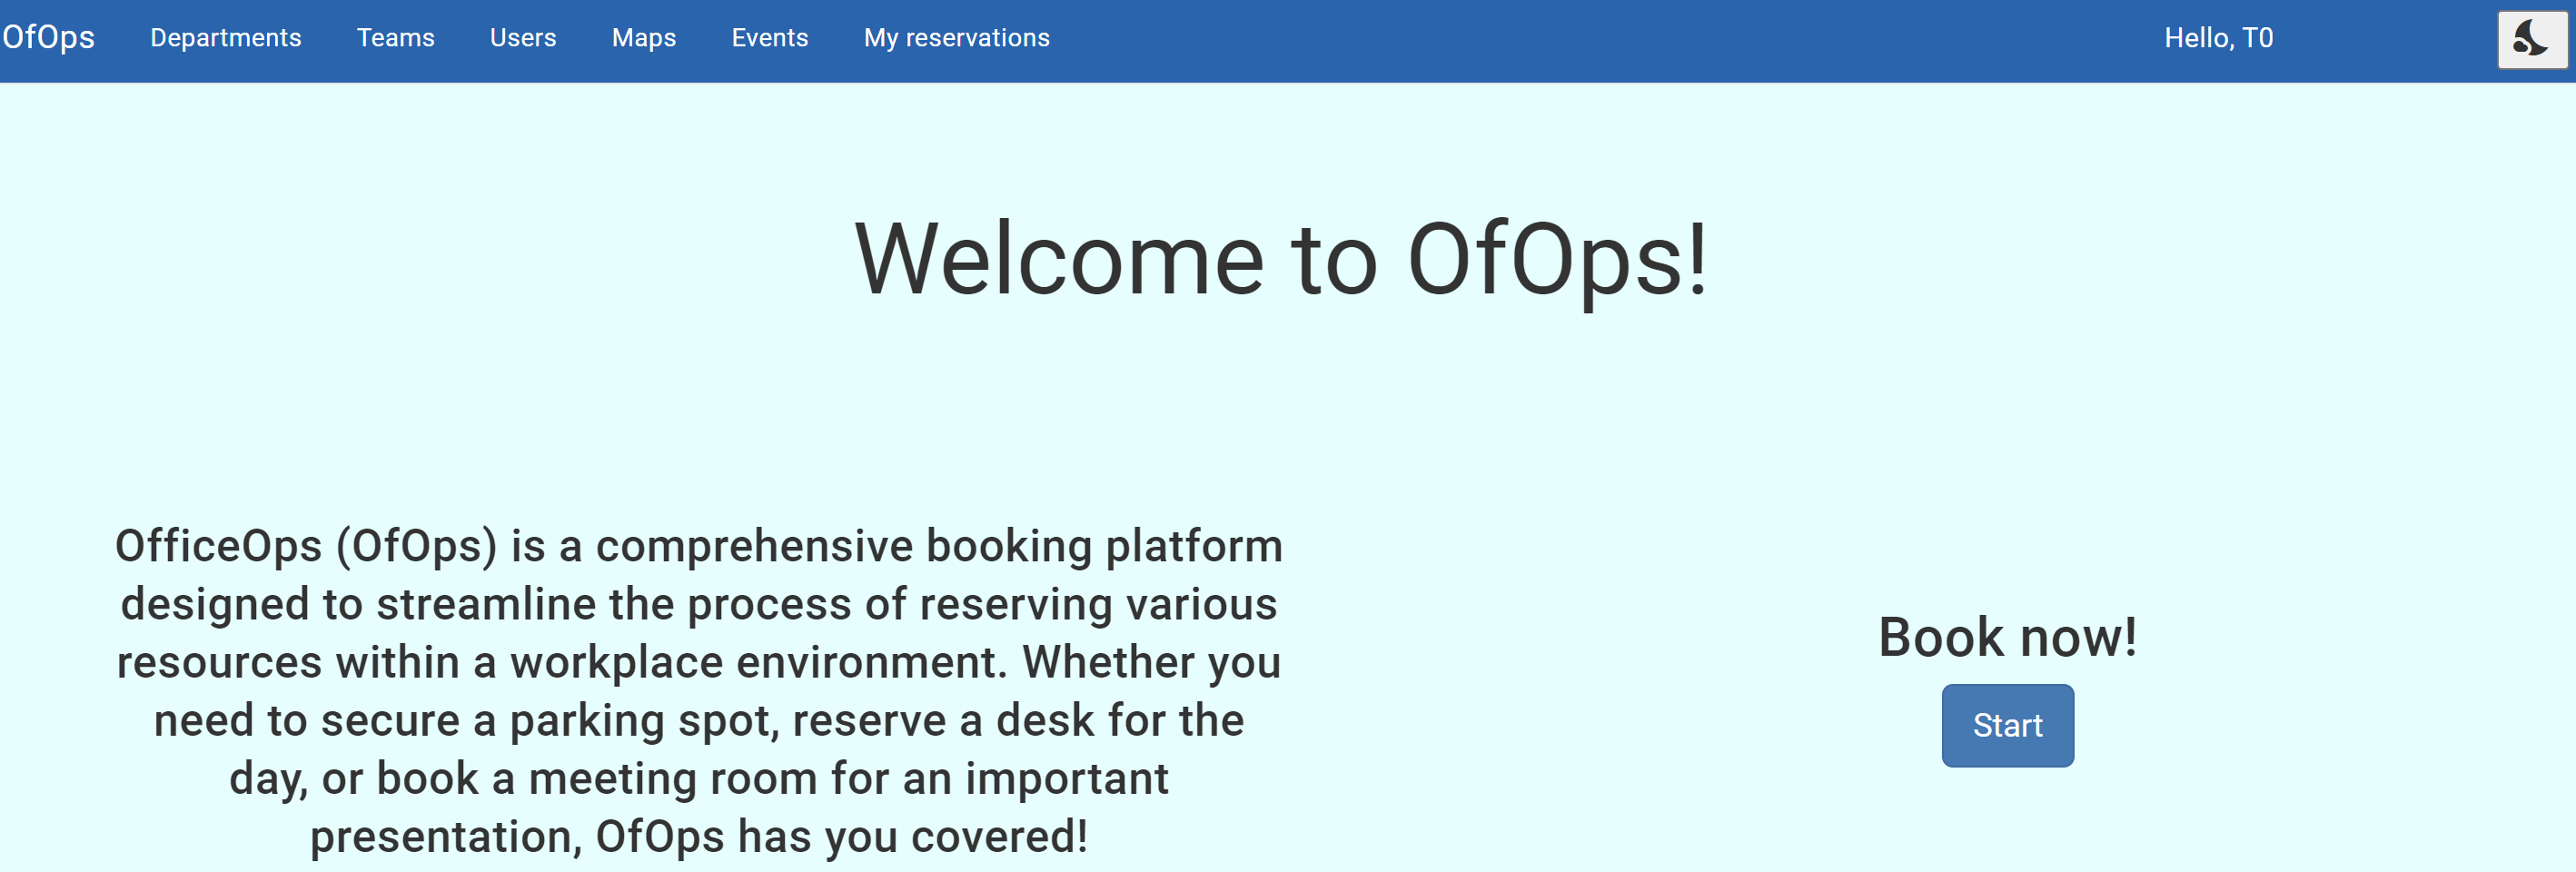 OfOps Departments Teams Users Maps Events My reservations Hello, T0
Welcome to OfOps!
OfficeOps (OfOps) is a comprehensive booking platform
designed to streamline the process of reserving various
resources within a workplace environment. Whether you
need to secure a parking spot, reserve a desk for the
day, or book a meeting room for an important
presentation, OfOps has you covered!
Book now!
Start